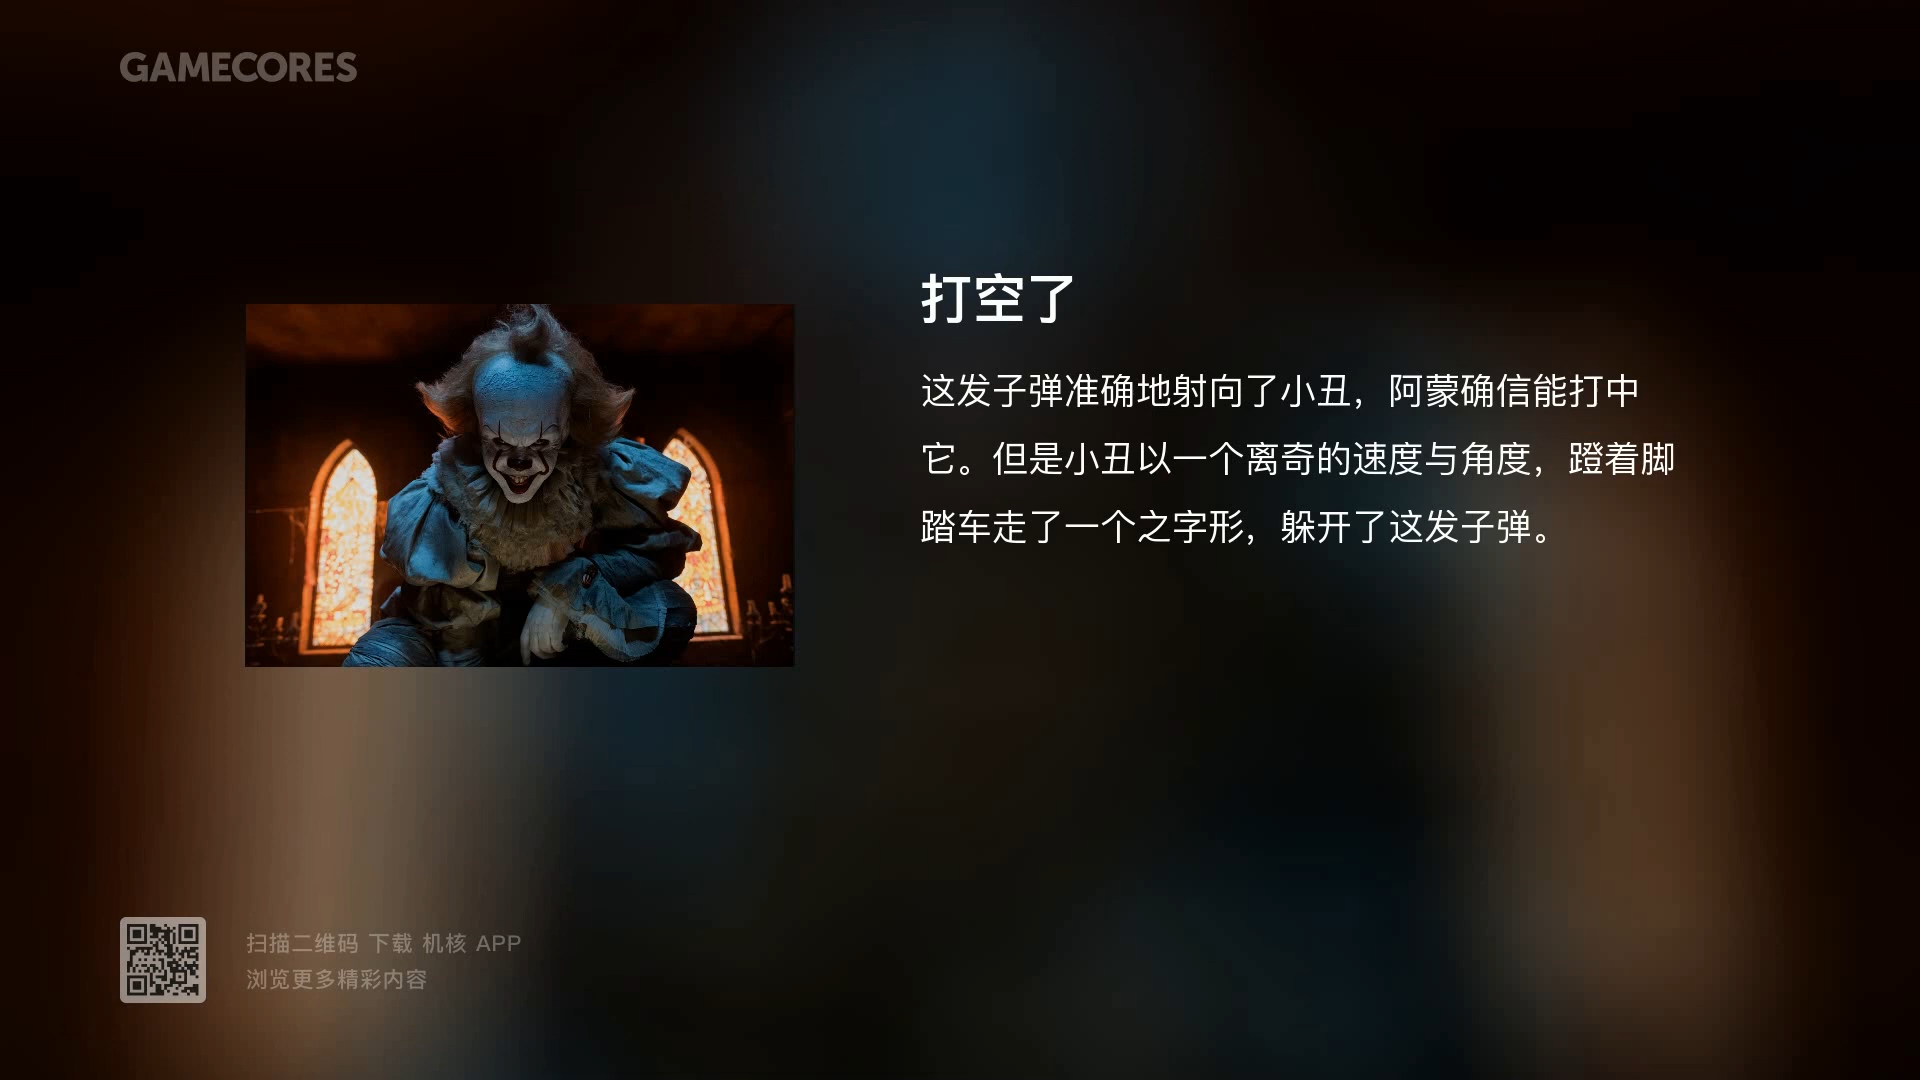 GAMECORES
打空了
这发子弹准确地射向了小丑，阿蒙确信能打中
它。但是小丑以一个离奇的速度与角度，蹬着脚
踏车走了一个之字形，躲开了这发子弹。
扫描二维码 下载 机核 APP
浏览更多精彩内容